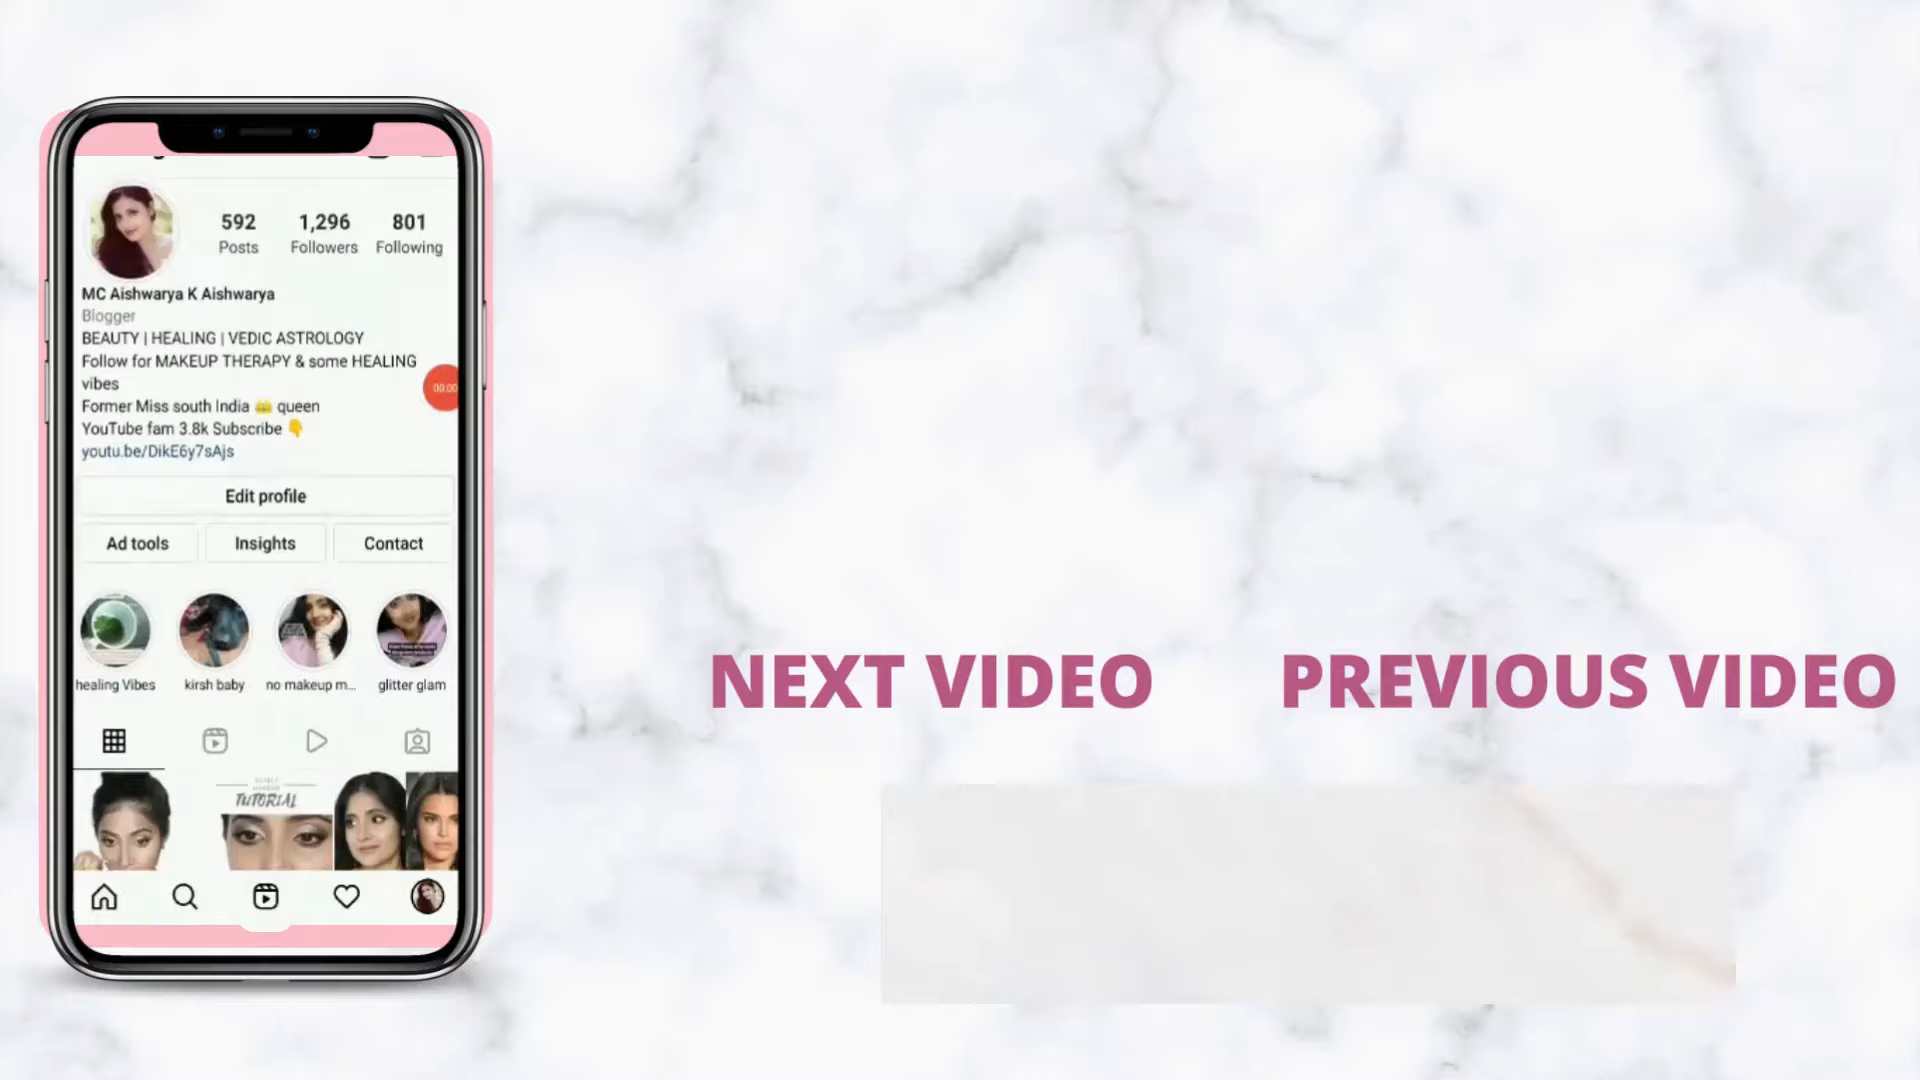 592 1,296 801
Posts Followers Following
MC Aishwarya K Aishwarya
Blogger
BEAUTY | HEALING | VEDIC ASTROLOGY
Follow for MAKEUP THERAPY & some HEALING
vibes
00:00
Former Miss south India 👑 queen
YouTube fam 3.8k Subscribe 👇
youtu.be/DikE6y7sAjs
Edit profile
Ad tools Insights Contact
healing Vibes kirsh baby no makeup m... glitter glam
TUTORIAL
NEXT VIDEO PREVIOUS VIDEO